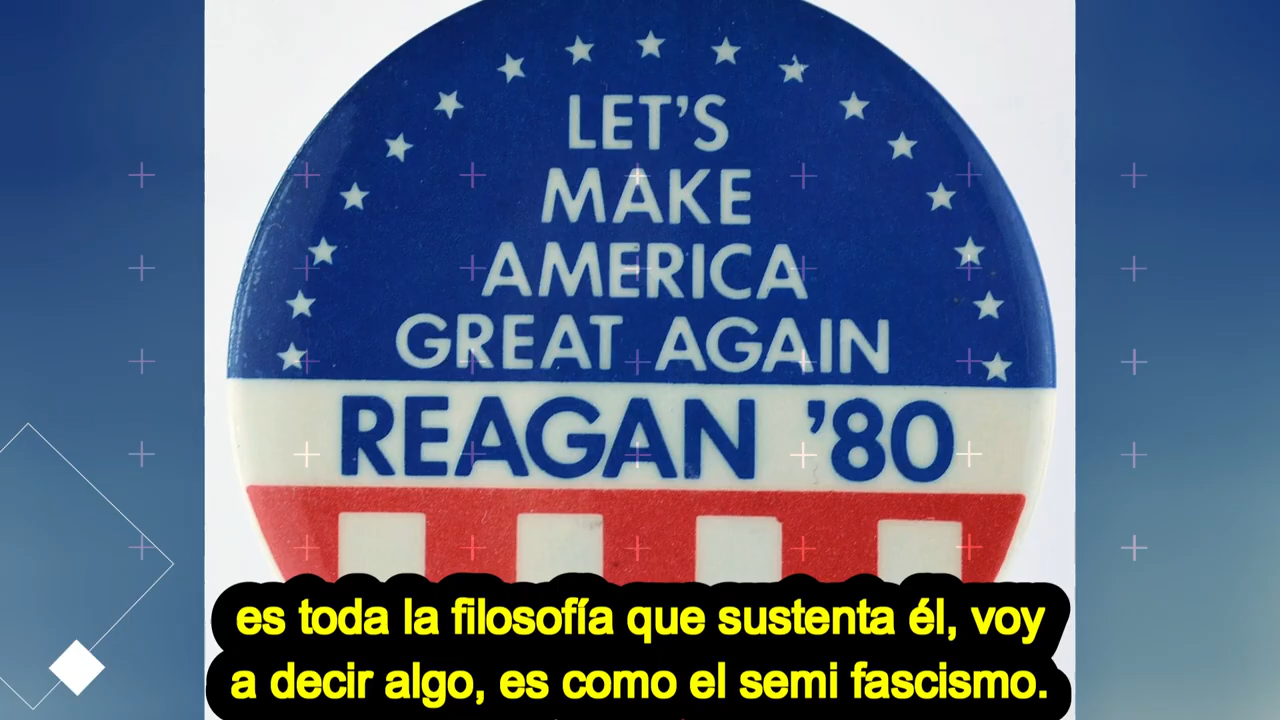 LET'S
MAKE
AMERICA
GREAT AGAIN
REAGAN '80
es toda la filosofía que sustenta él, voy
a decir algo, es como el semi fascismo.